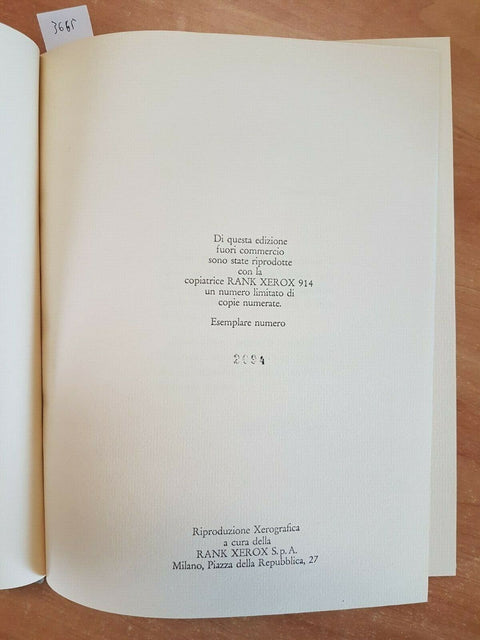 3665
Di questa edizione
fuori commercio
sono state riprodotte
con la
copiatrice RANK XEROX 914
un numero limitato di
copie numerate.
Esemplare numero
2094
Riproduzione Xerografica
a cura della
RANK XEROX S.p.A.
Milano, Piazza della Repubblica, 27